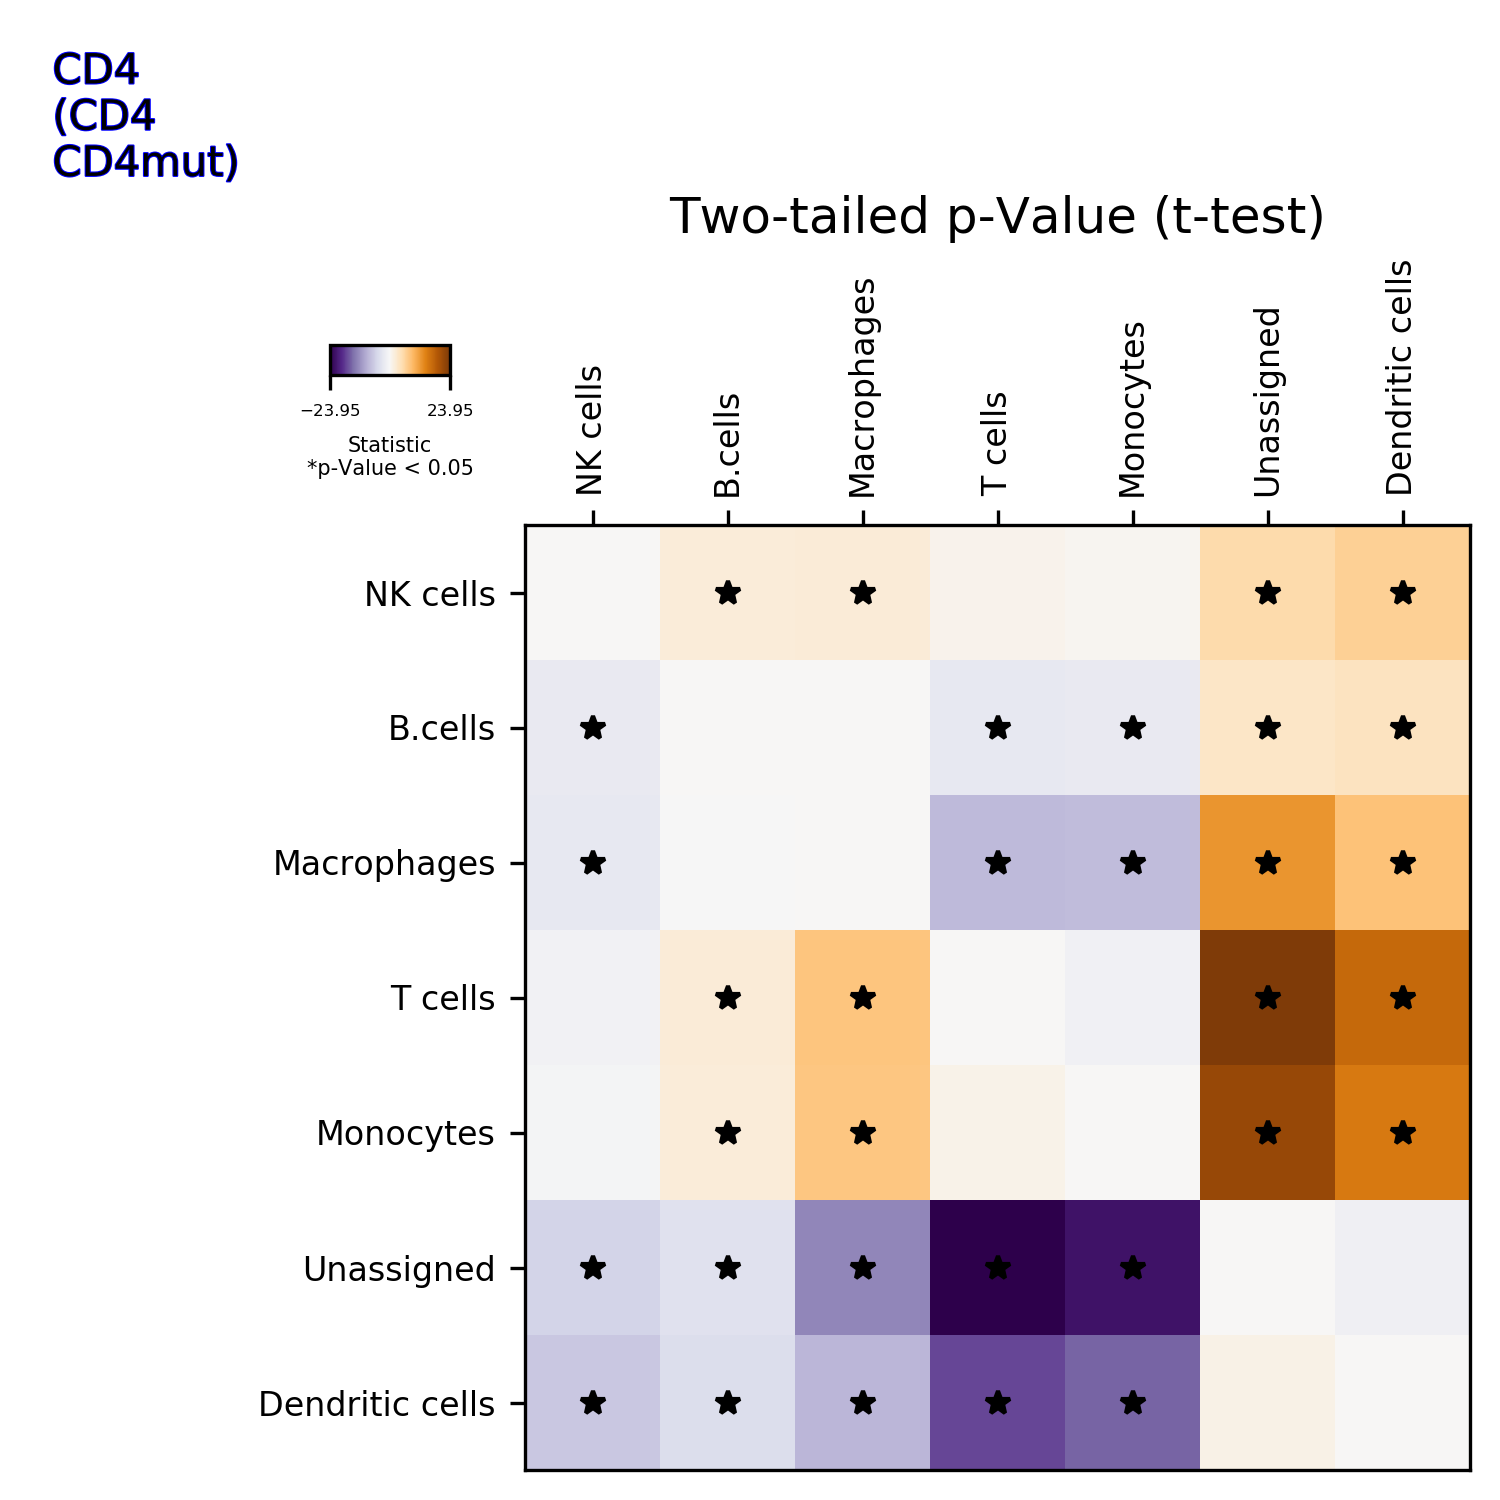 CD4
(CD4
CD4mut)
Two-tailed p-Value (t-test)
−23.95 23.95
Statistic
*p-Value < 0.05
NK cells
B.cells
Macrophages
T cells
Monocytes
Unassigned
Dendritic cells
NK cells
B.cells
Macrophages
T cells
Monocytes
Unassigned
Dendritic cells